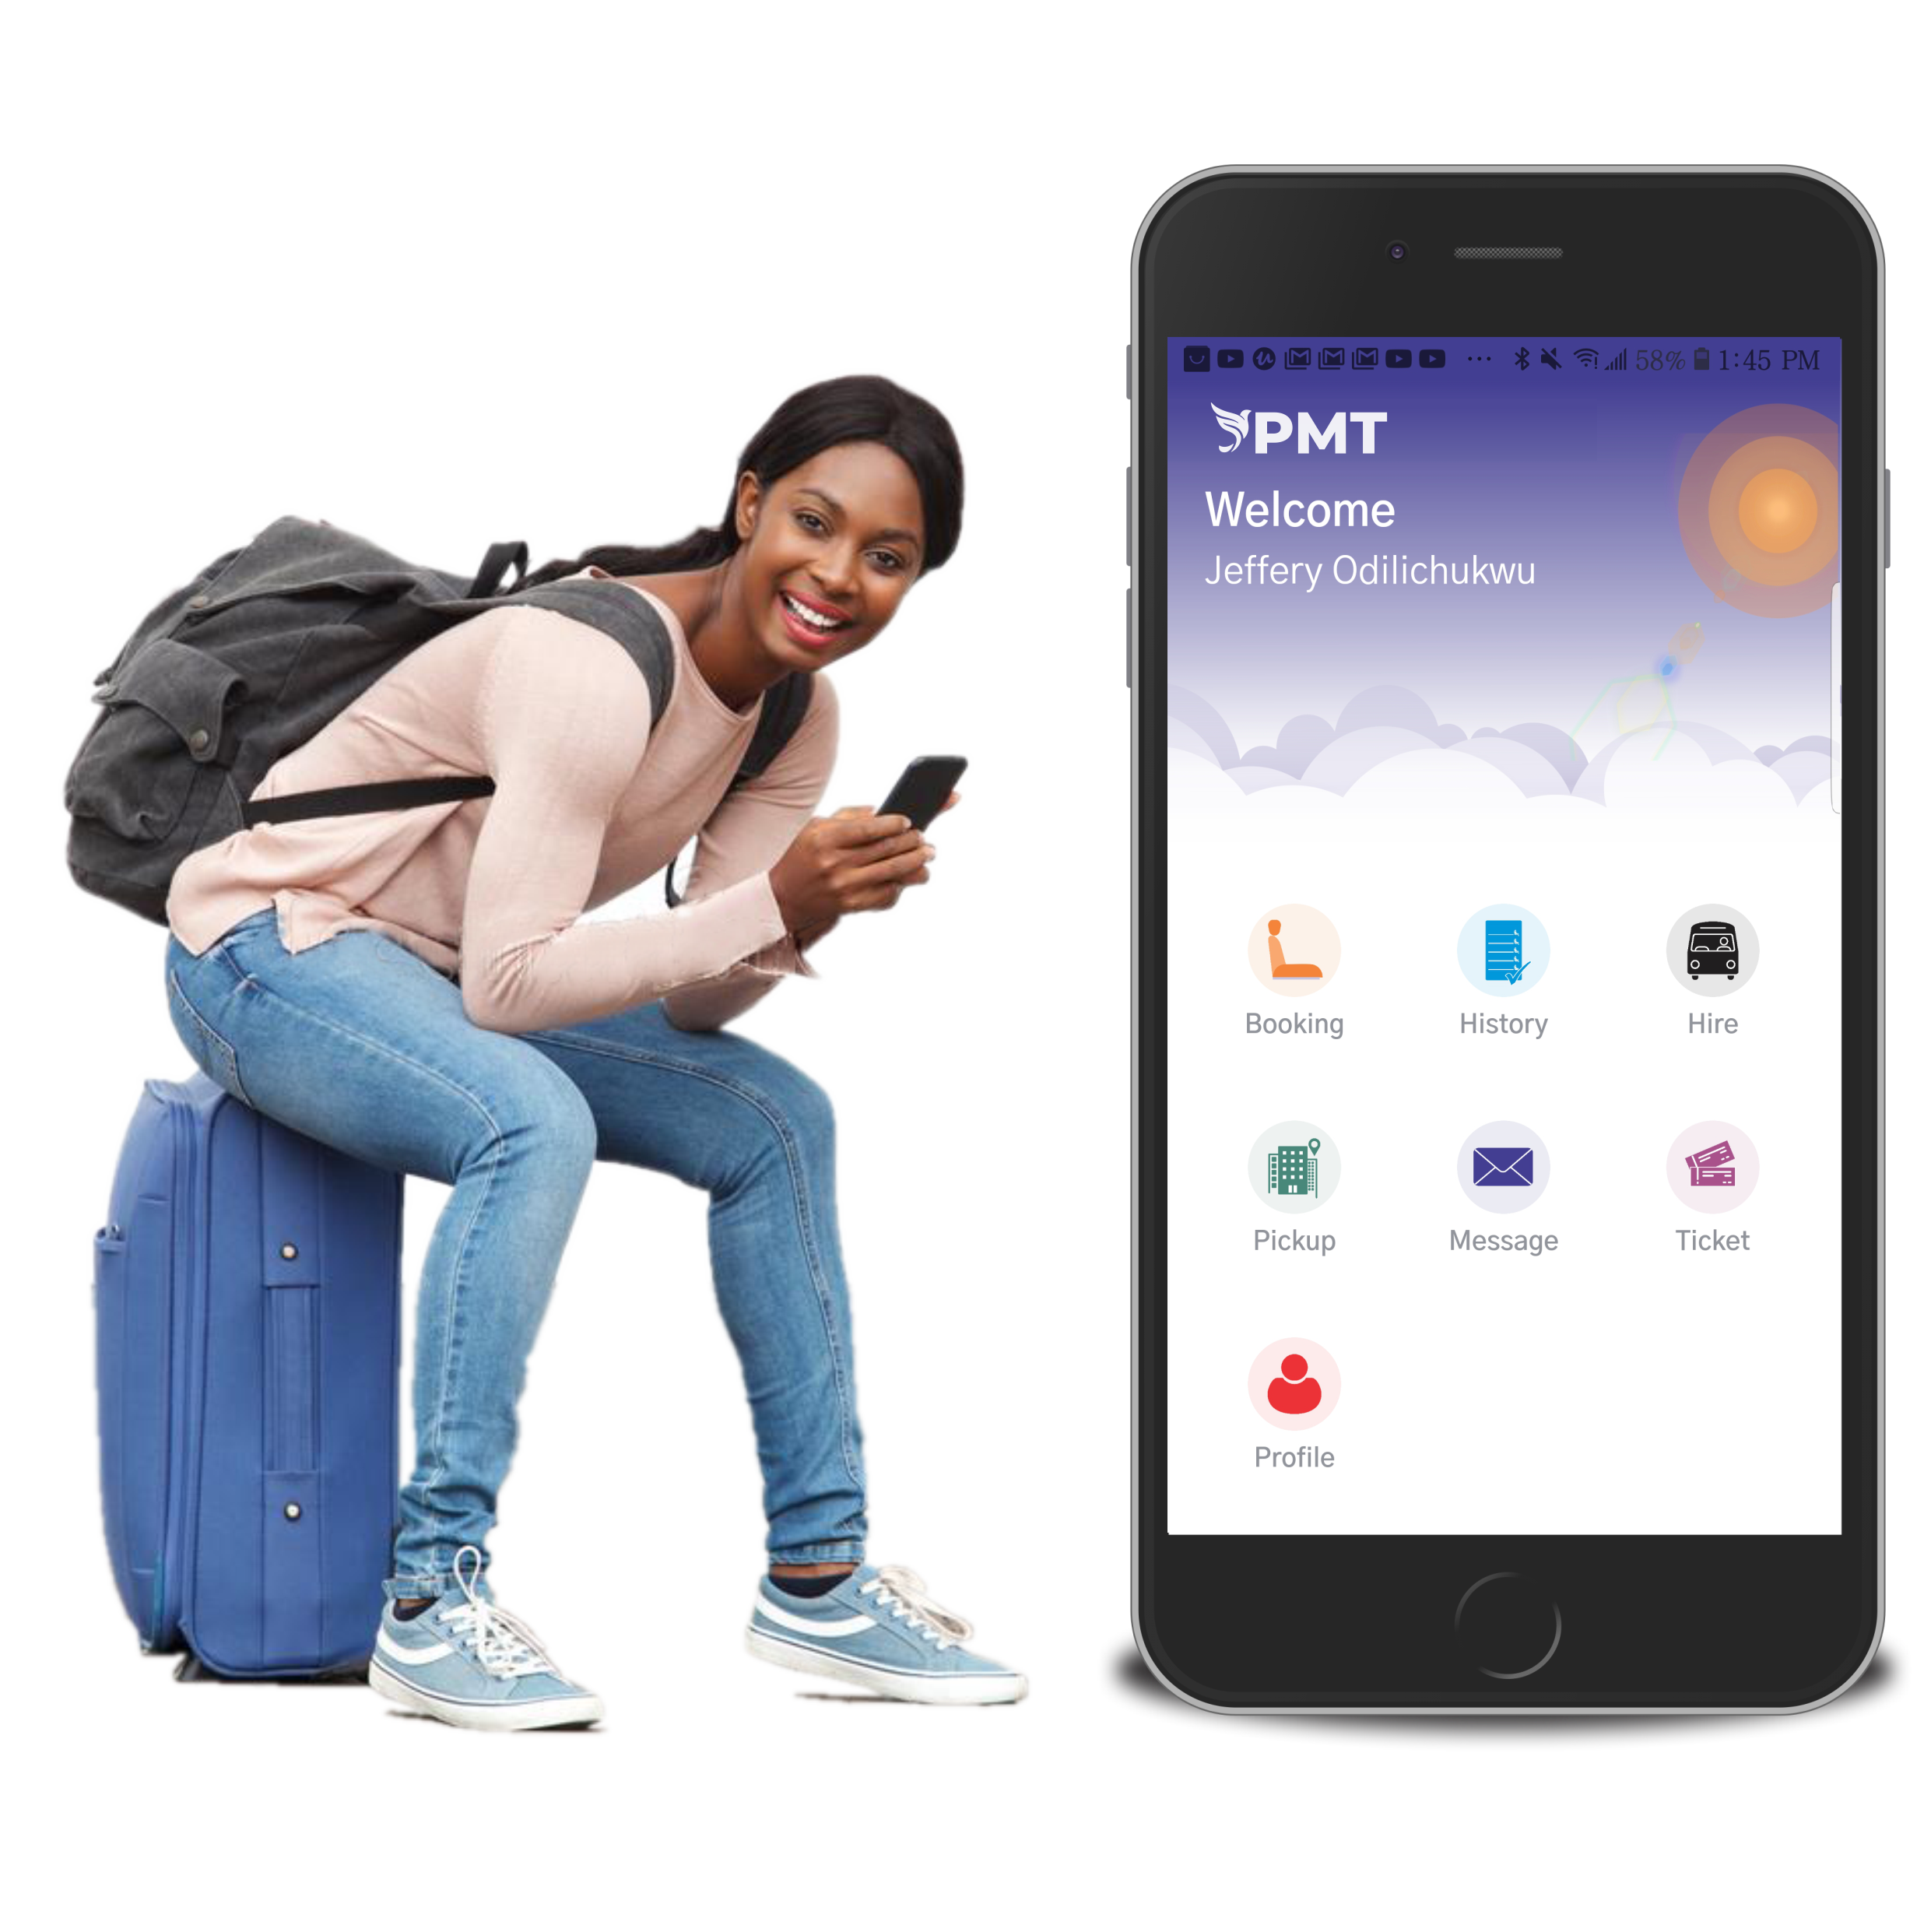 58% 1:45 PM
PMT
Welcome
Jeffery Odilichukwu
Booking
History
Hire
Pickup
Message
Ticket
Profile